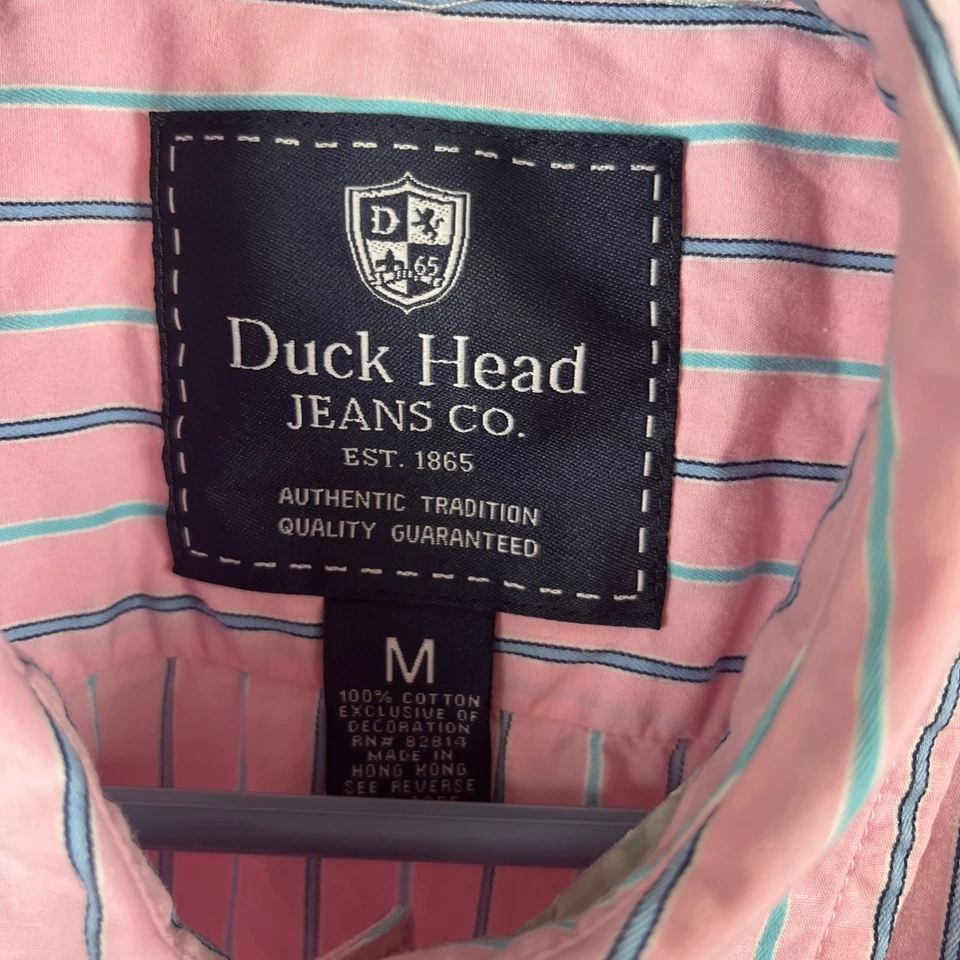 D
65
Duck Head
JEANS CO.
EST. 1865
AUTHENTIC TRADITION
QUALITY GUARANTEED
M
100% COTTON
EXCLUSIVE OF
DECORATION
RN# 82814
MADE IN
HONG KONG
SEE REVERSE